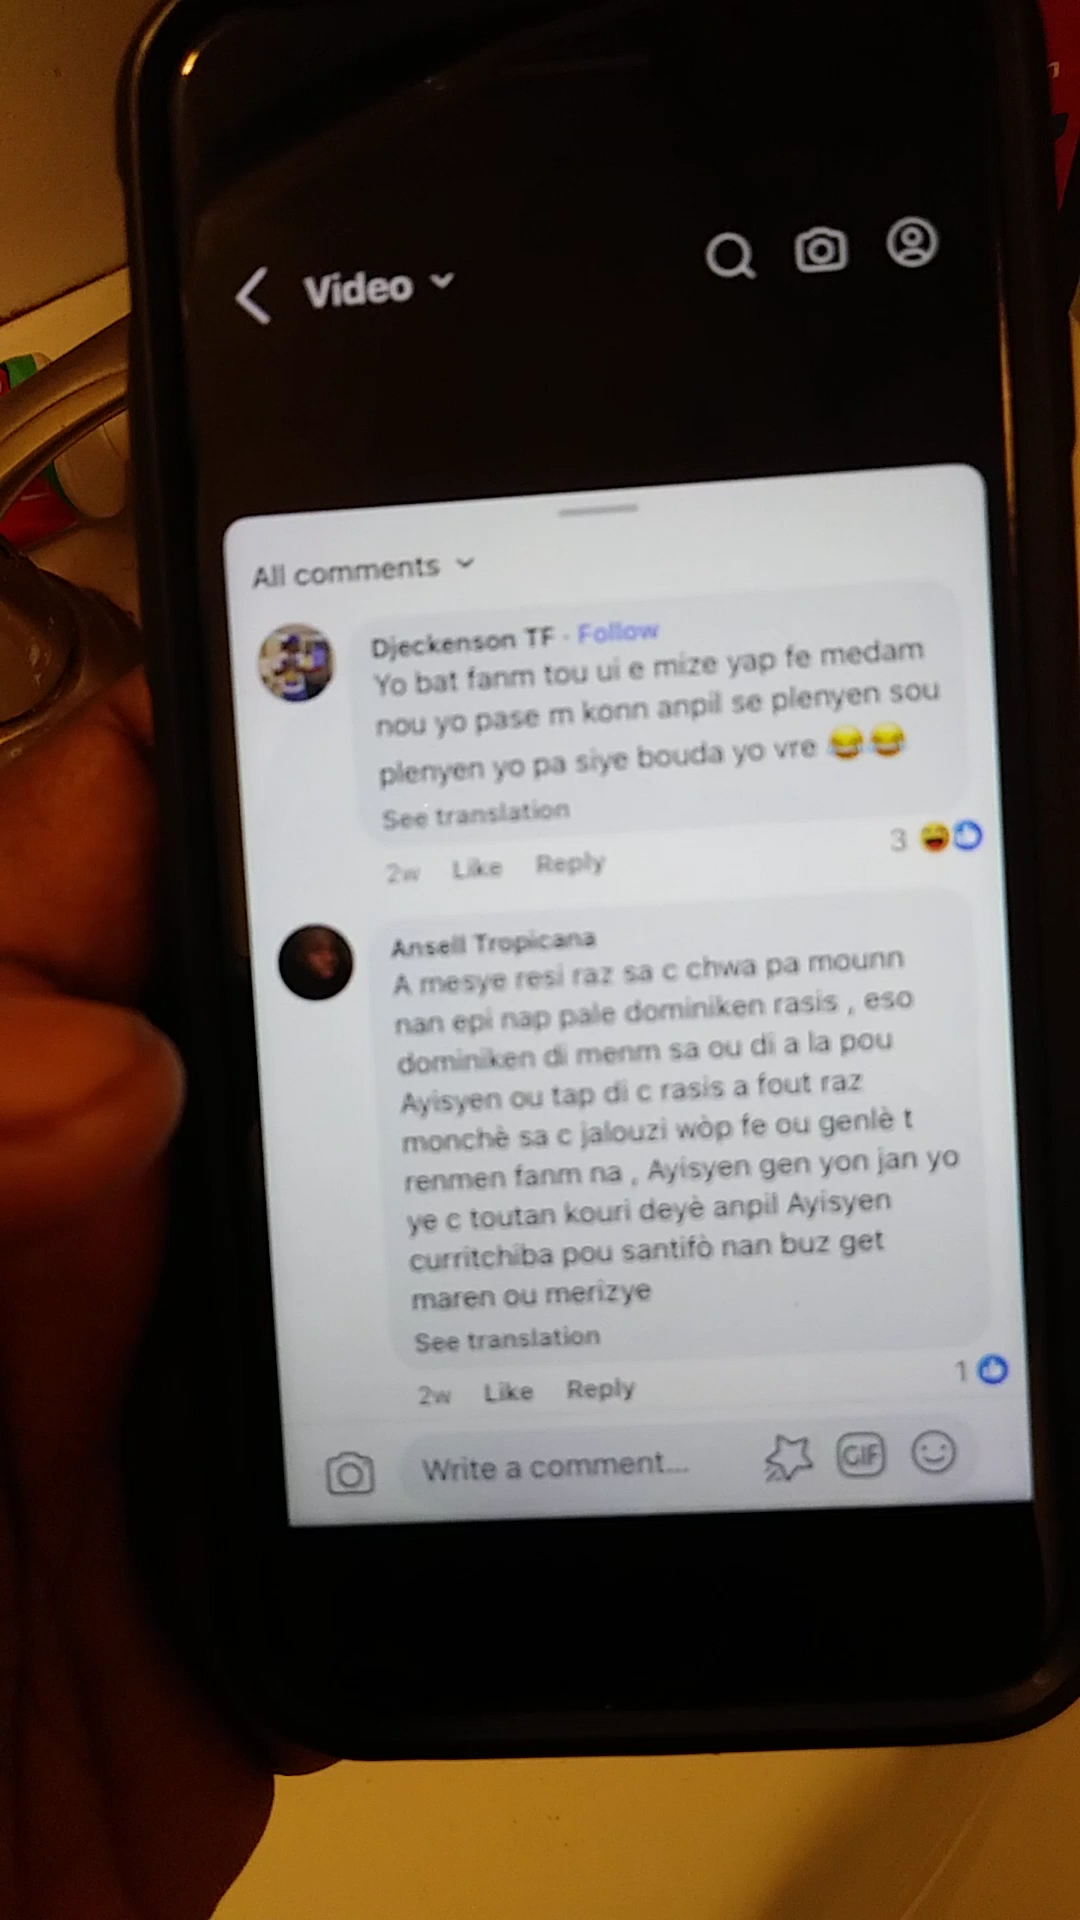 Video
All comments
Djeckenson TF · Follow
Yo bat fanm tou ui e mize yap fe medam
nou yo pase m konn anpil se plenyen sou
plenyen yo pa siye bouda yo vre 😂😂
See translation
2w Like Reply 3
Ansell Tropicana
A mesye resi raz sa c chwa pa mounn
nan epi nap pale dominiken rasis , eso
dominiken di menm sa ou di a la pou
Ayisyen ou tap di c rasis a fout raz
monchè sa c jalouzi wòp fe ou genlè t
renmen fanm na , Ayisyen gen yon jan yo
ye c toutan kouri deyè anpil Ayisyen
curritchiba pou santifò nan buz get
maren ou merizye
See translation
2w Like Reply 1
Write a comment...
GIF